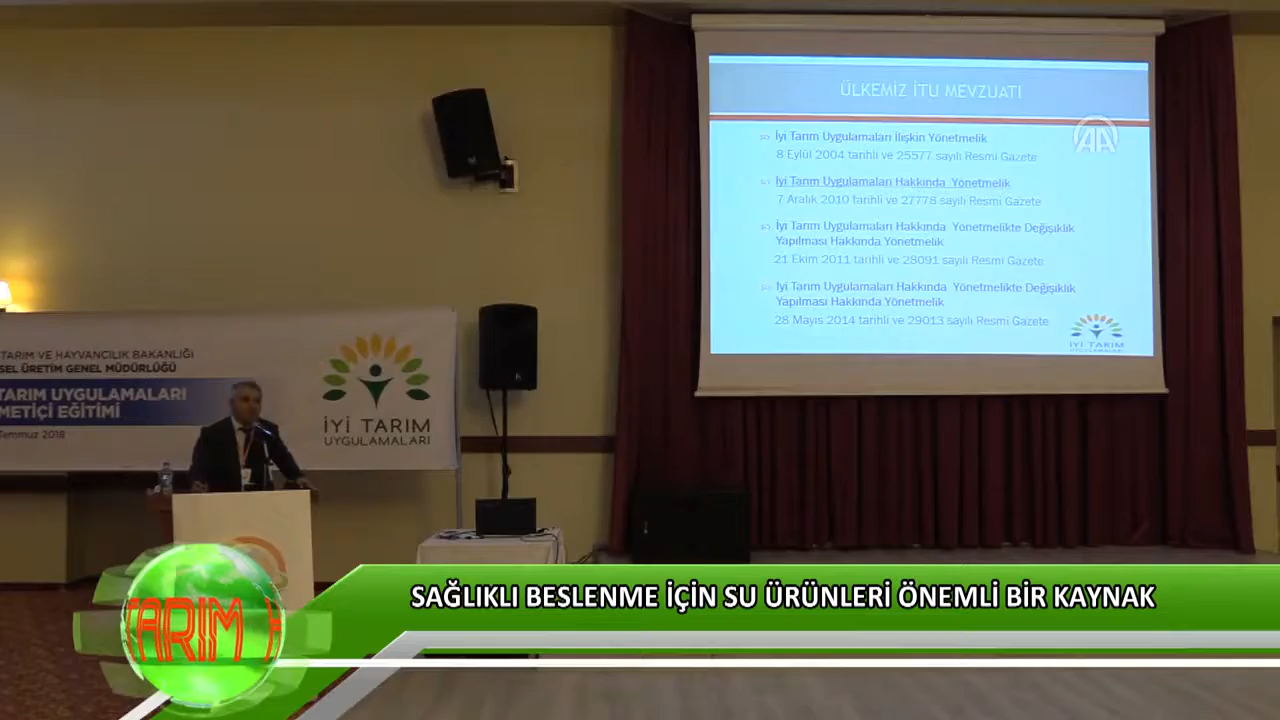 ÜLKEMİZ İTU MEVZUATI
İyi Tarım Uygulamaları İlişkin Yönetmelik
8 Eylül 2004 tarihli ve 25577 sayılı Resmi Gazete
İyi Tarım Uygulamaları Hakkında Yönetmelik
7 Aralık 2010 tarihli ve 27778 sayılı Resmi Gazete
İyi Tarım Uygulamaları Hakkında Yönetmelikte Değişiklik
Yapılması Hakkında Yönetmelik
21 Ekim 2011 tarihli ve 28091 sayılı Resmi Gazete
İyi Tarım Uygulamaları Hakkında Yönetmelikte Değişiklik
Yapılması Hakkında Yönetmelik
28 Mayıs 2014 tarihli ve 29013 sayılı Resmi Gazete
İYİ TARIM
UYGULAMALARI
AA
TARIM VE HAYVANCILIK BAKANLIĞI
SEL ÜRETİM GENEL MÜDÜRLÜĞÜ
TARIM UYGULAMALARI
METİÇİ EĞİTİMİ
Temmuz 2018
İYİ TARIM
UYGULAMALARI
SAĞLIKLI BESLENME İÇİN SU ÜRÜNLERİ ÖNEMLİ BİR KAYNAK
TARIM